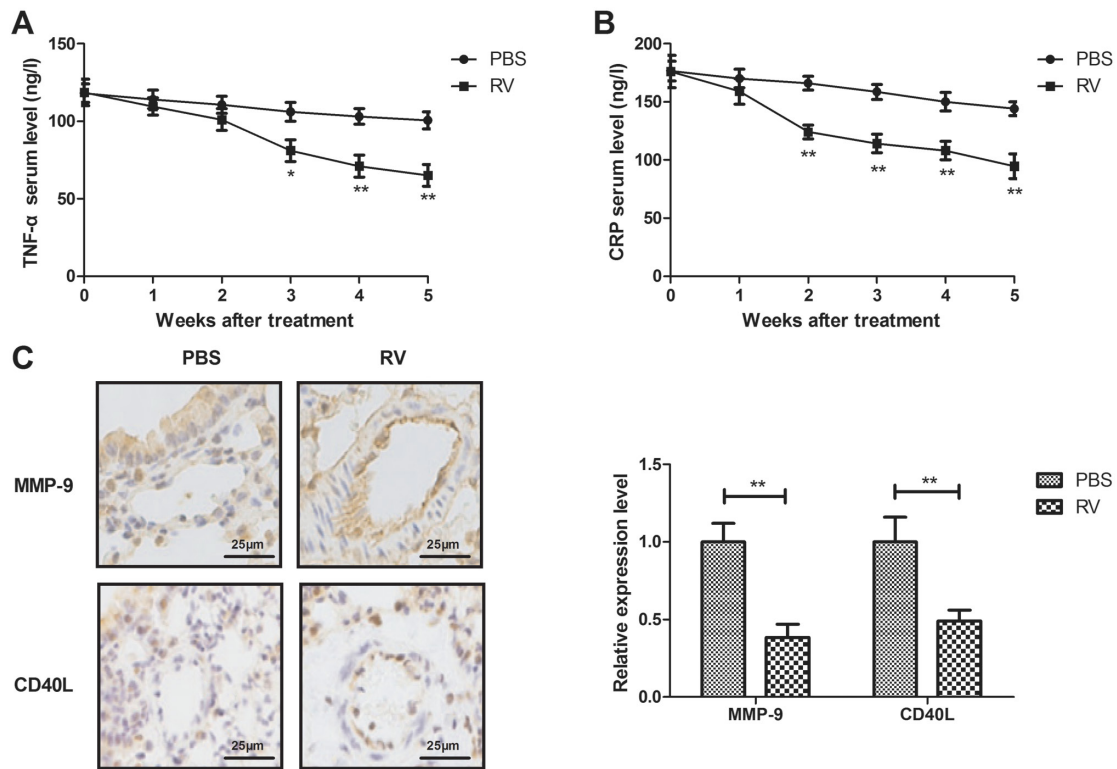 A
TNF-α serum level (ng/l)
150
100
50
0
0 1 2 3 4 5
Weeks after treatment
PBS
RV
*
**
**
B
CRP serum level (ng/l)
200
150
100
50
0
0 1 2 3 4 5
Weeks after treatment
PBS
RV
**
**
**
**
C
PBS RV
MMP-9
25µm
25µm
CD40L
25µm
25µm
Relative expression level
1.5
1.0
0.5
0.0
**
**
MMP-9 CD40L
PBS
RV